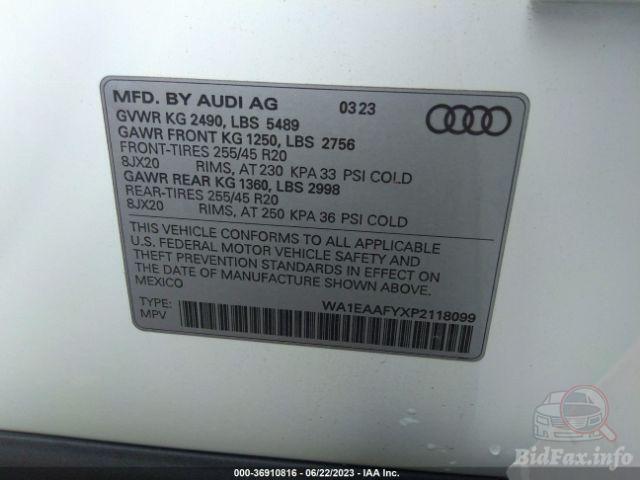 MFD. BY AUDI AG 03 23
GVWR KG 2490, LBS 5489
GAWR FRONT KG 1250, LBS 2756
FRONT-TIRES 255/45 R20
8JX20 RIMS, AT 230 KPA 33 PSI COLD
GAWR REAR KG 1360, LBS 2998
REAR-TIRES 255/45 R20
8JX20 RIMS, AT 250 KPA 36 PSI COLD
THIS VEHICLE CONFORMS TO ALL APPLICABLE
U.S. FEDERAL MOTOR VEHICLE SAFETY AND
THEFT PREVENTION STANDARDS IN EFFECT ON
THE DATE OF MANUFACTURE SHOWN ABOVE.
MEXICO
TYPE: WA1EAAFYXP2118099
MPV
BidFax.info
000-36910816 - 06/22/2023 - IAA Inc.